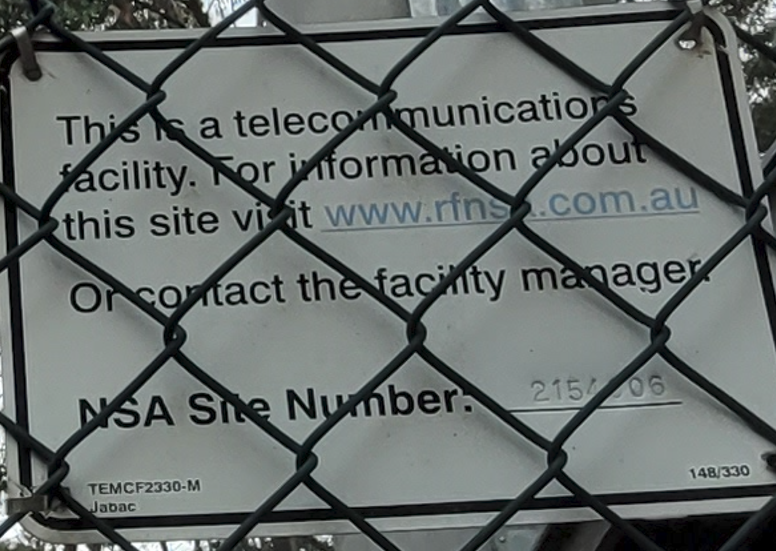 This is a telecommunications
facility. For information about
this site visit www.rfnsa.com.au
Or contact the facility manager.
NSA Site Number:
TEMCF2330-M
Jabac
148/330